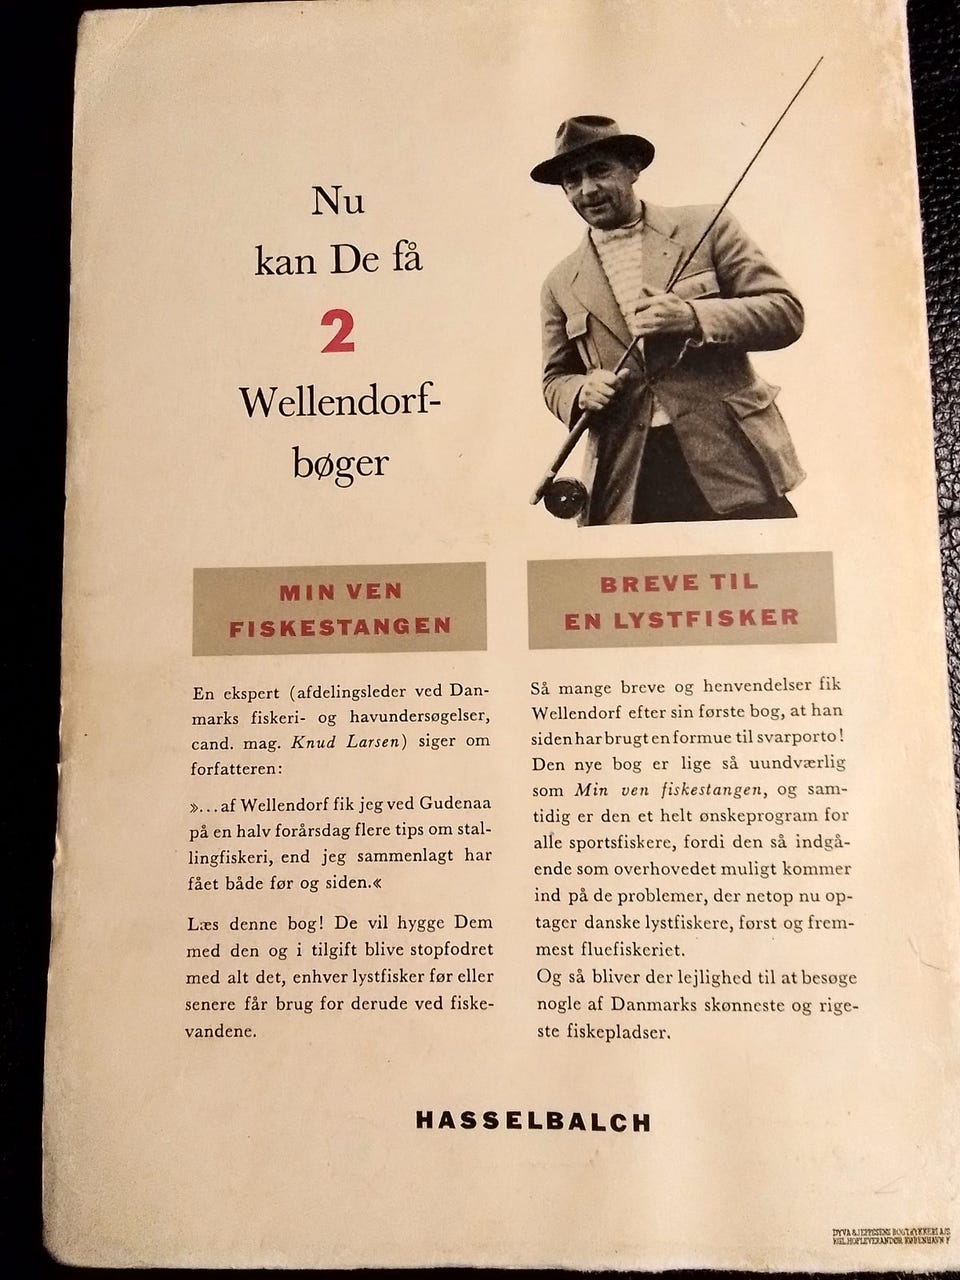 Nu
kan De få
2
Wellendorf-
bøger
MIN VEN
FISKESTANGEN
En ekspert (afdelingsleder ved Dan-
marks fiskeri- og havundersøgelser,
cand. mag. Knud Larsen) siger om
forfatteren:
»...af Wellendorf fik jeg ved Gudenaa
på en halv forårsdag flere tips om stal-
lingfiskeri, end jeg sammenlagt har
fået både før og siden.«
Læs denne bog! De vil hygge Dem
med den og i tilgift blive stopfodret
med alt det, enhver lystfisker før eller
senere får brug for derude ved fiske-
vandene.
BREVE TIL
EN LYSTFISKER
Så mange breve og henvendelser fik
Wellendorf efter sin første bog, at han
siden har brugt en formue til svarporto!
Den nye bog er lige så uundværlig
som Min ven fiskestangen, og sam-
tidig er den et helt ønskeprogram for
alle sportsfiskere, fordi den så indgå-
ende som overhovedet muligt kommer
ind på de problemer, der netop nu op-
tager danske lystfiskere, først og frem-
mest fluefiskeriet.
Og så bliver der lejlighed til at besøge
nogle af Danmarks skønneste og rige-
ste fiskepladser.
HASSELBALCH
DYVA & JEPPESENS BOGTRYKKERI A/S
KGL. HOFLEVERANDØR KØBENHAVN F